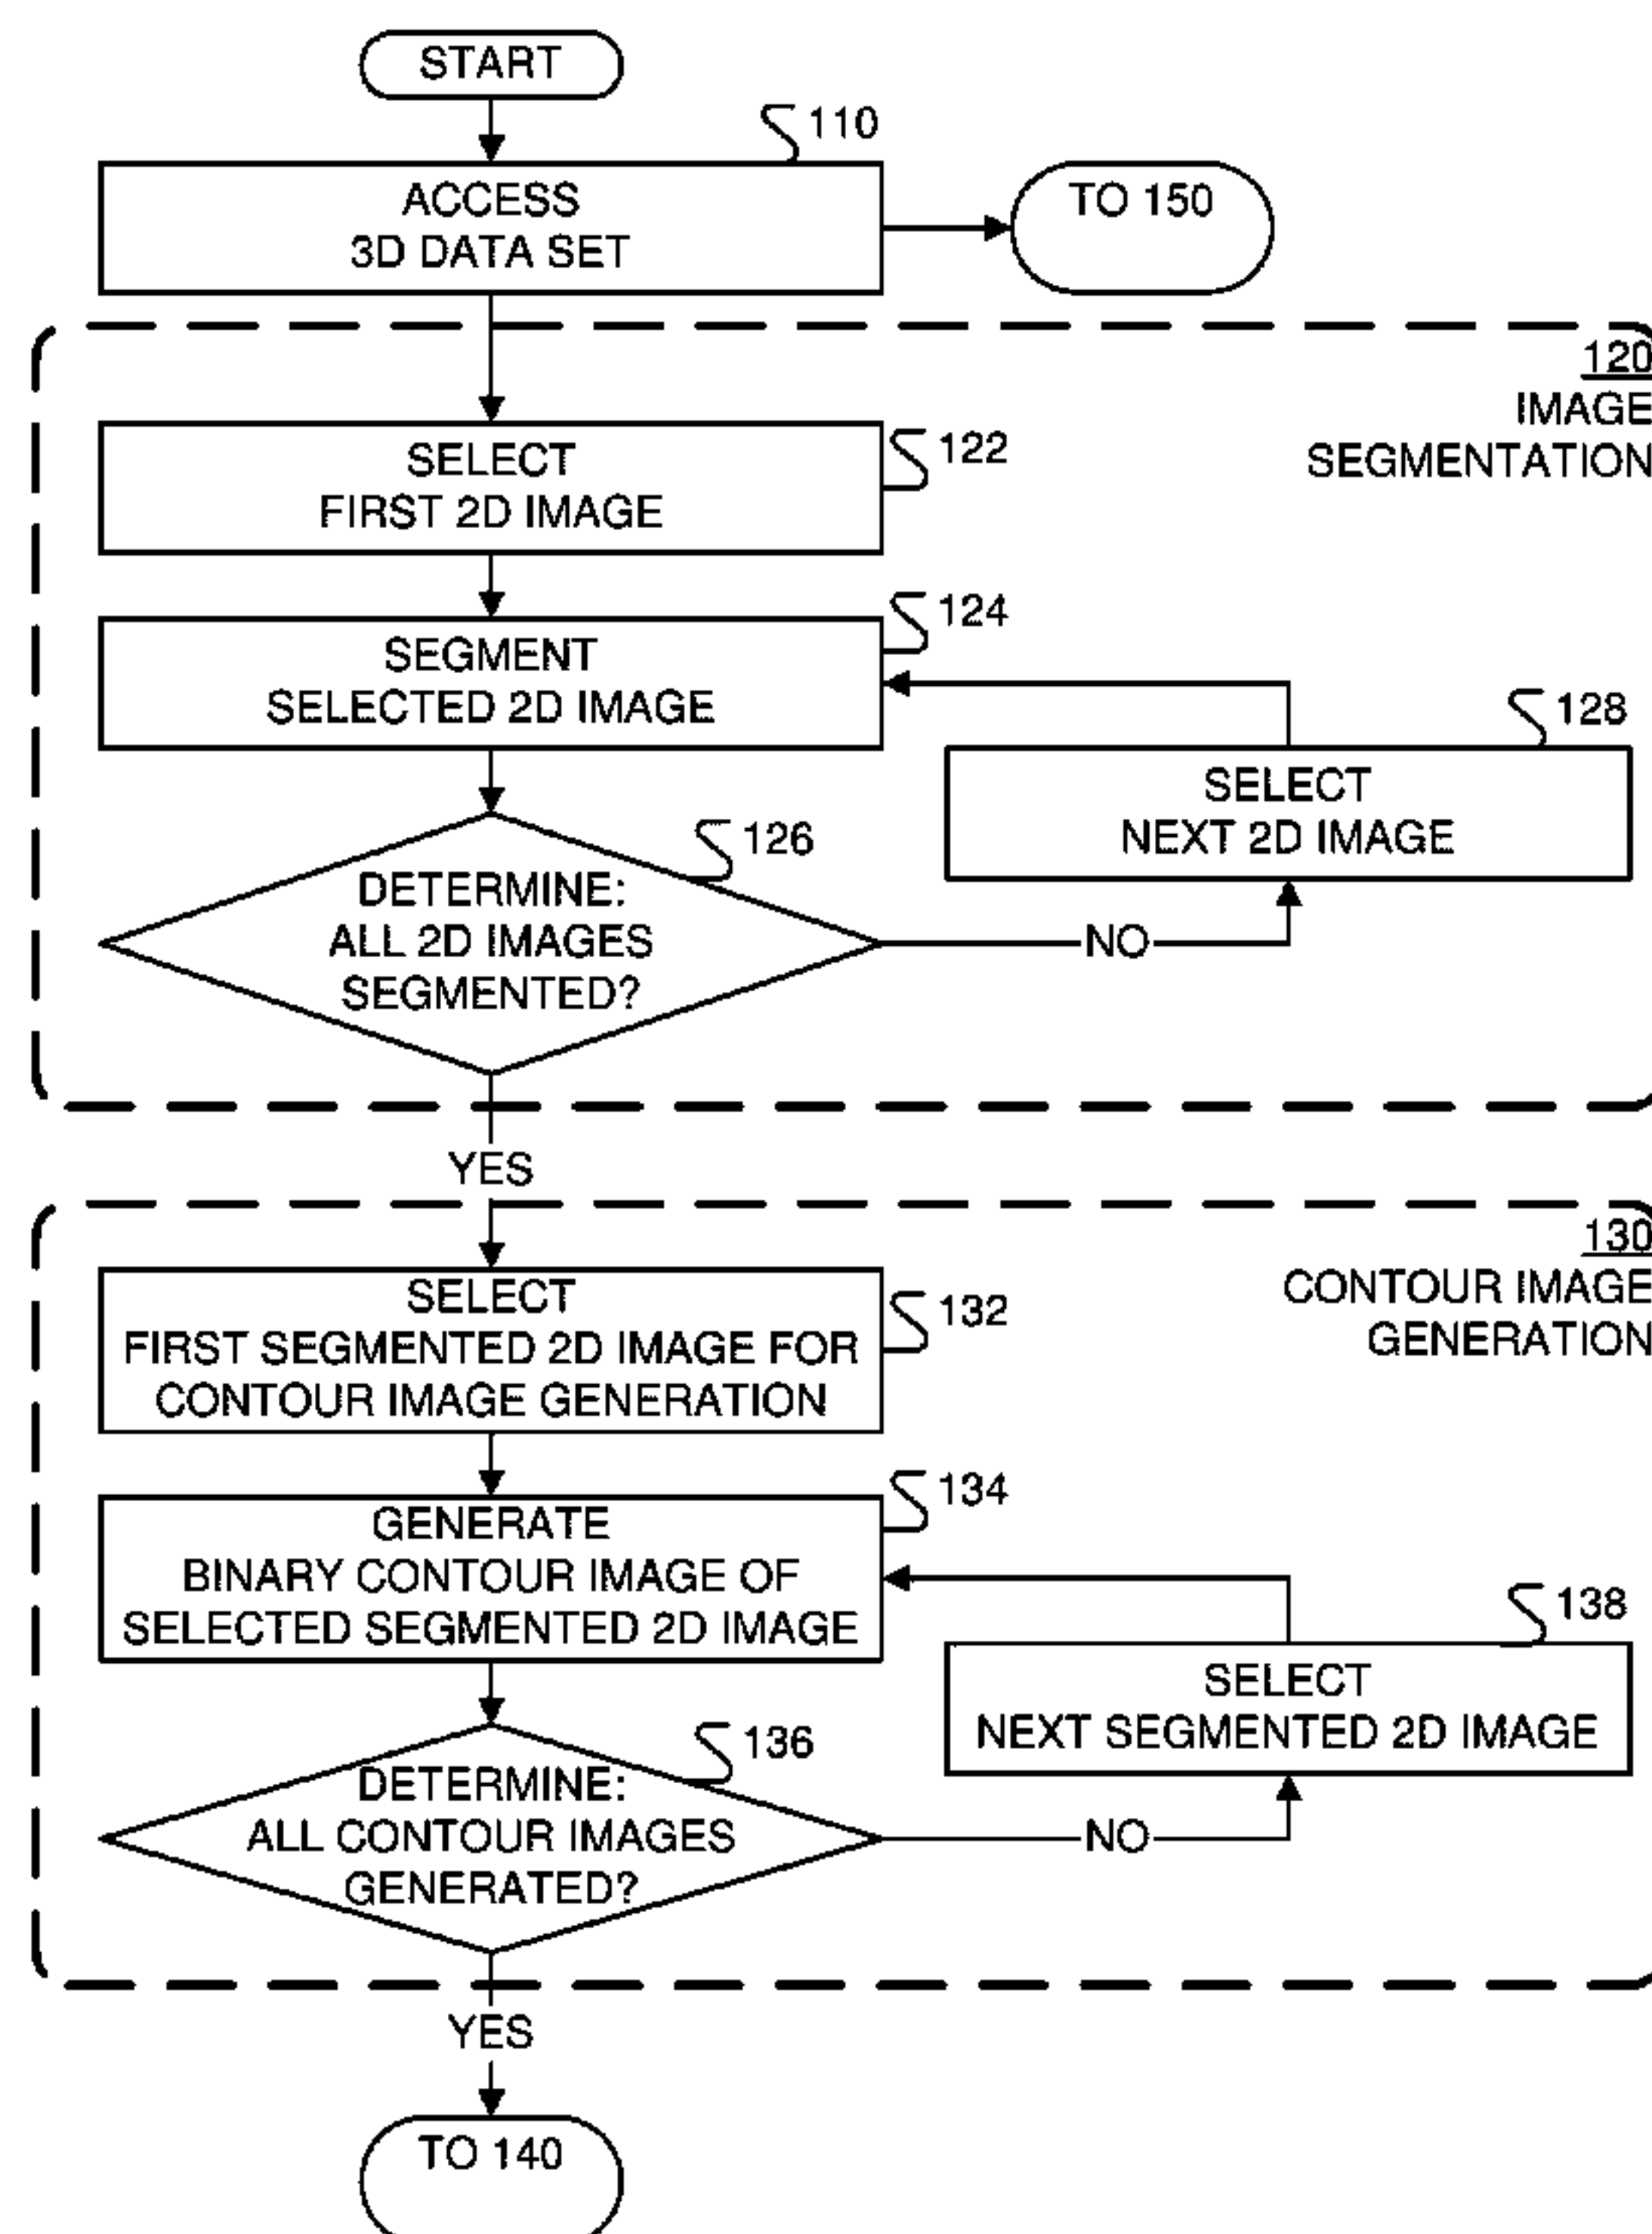 START
110
ACCESS
3D DATA SET
TO 150
120
IMAGE
SEGMENTATION
SELECT
FIRST 2D IMAGE
122
SEGMENT
SELECTED 2D IMAGE
124
SELECT
NEXT 2D IMAGE
128
DETERMINE:
ALL 2D IMAGES
SEGMENTED?
126
NO
YES
130
CONTOUR IMAGE
GENERATION
SELECT
FIRST SEGMENTED 2D IMAGE FOR
CONTOUR IMAGE GENERATION
132
GENERATE
BINARY CONTOUR IMAGE OF
SELECTED SEGMENTED 2D IMAGE
134
SELECT
NEXT SEGMENTED 2D IMAGE
138
DETERMINE:
ALL CONTOUR IMAGES
GENERATED?
136
NO
YES
TO 140